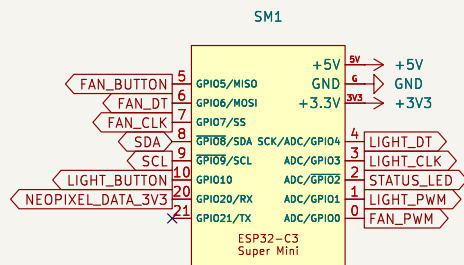 SM1
+5V 5V +5V
FAN_BUTTON 5 GPIO5/MISO GND G GND
FAN_DT 6 GPIO6/MOSI +3.3V 3V3 +3V3
FAN_CLK 7 GPIO7/SS
SDA 8 GPIO8/SDA SCK/ADC/GPIO4 4 LIGHT_DT
SCL 9 GPIO9/SCL ADC/GPIO3 3 LIGHT_CLK
LIGHT_BUTTON 10 GPIO10 ADC/GPIO2 2 STATUS_LED
NEOPIXEL_DATA_3V3 20 GPIO20/RX ADC/GPIO1 1 LIGHT_PWM
21 GPIO21/TX ADC/GPIO0 0 FAN_PWM
ESP32-C3
Super Mini